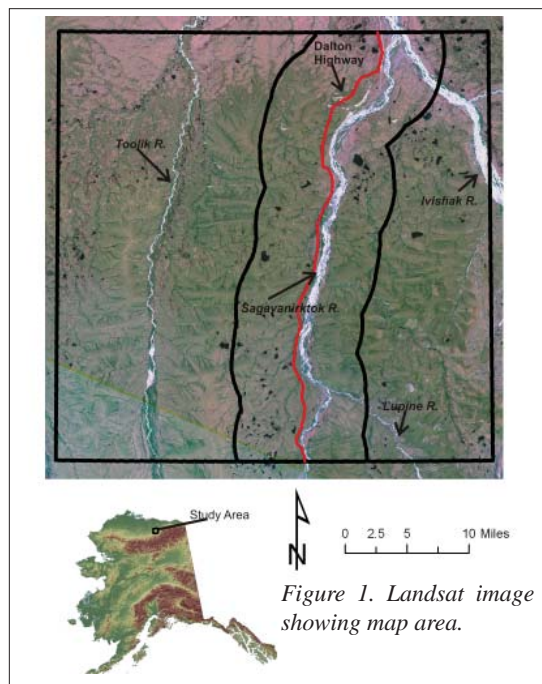 Dalton
Highway
Toolik R.
Ivishak R.
Sagavanirktok R.
Lupine R.
Study Area
N
0 2.5 5 10 Miles
Figure 1. Landsat image
showing map area.